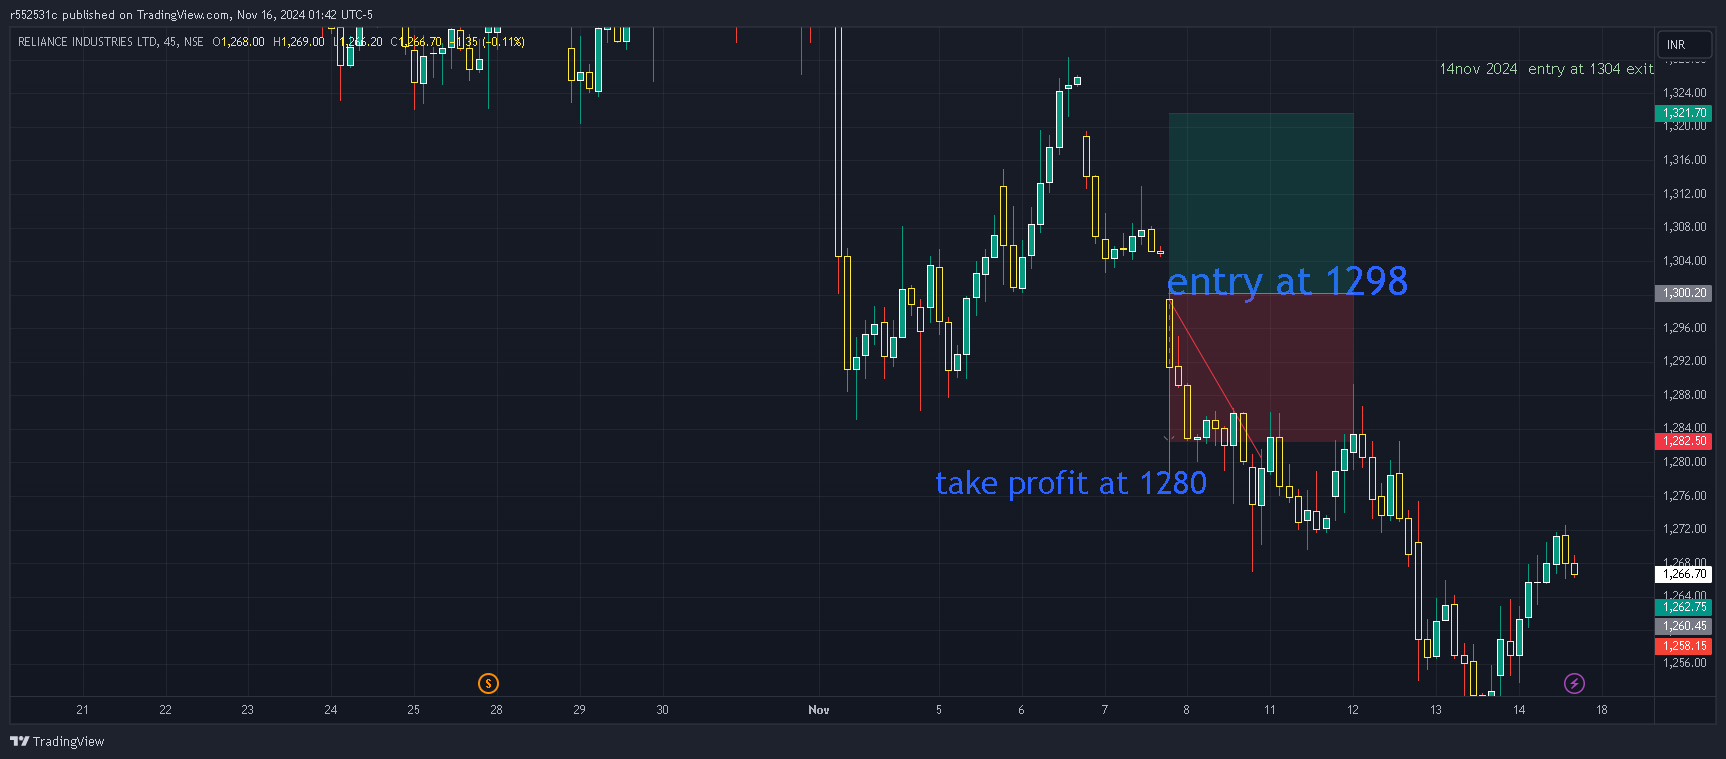 r552531c published on TradingView.com, Nov 16, 2024 01:42 UTC-5
RELIANCE INDUSTRIES LTD, 45, NSE O1,268.00 H1,269.00 L1,266.20 C1,266.70 −1.35 (−0.11%)
INR
14nov 2024 entry at 1304 exit
1,324.00
1,321.70
1,320.00
1,316.00
1,312.00
1,308.00
1,304.00
entry at 1298
1,300.20
1,296.00
1,292.00
1,288.00
1,284.00
1,282.50
1,280.00
take profit at 1280
1,276.00
1,272.00
1,268.00
1,266.70
1,264.00
1,262.75
1,260.45
1,258.15
1,256.00
S
21 22 23 24 25 28 29 30 Nov 5 6 7 8 11 12 13 14 18
TradingView